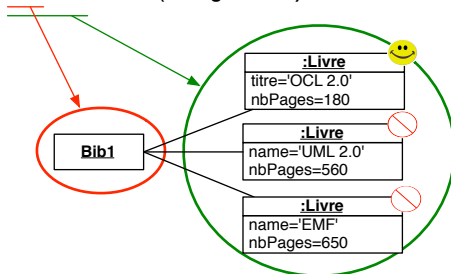 :Livre
titre='OCL 2.0'
nbPages=180
Bib1
:Livre
name='UML 2.0'
nbPages=560
:Livre
name='EMF'
nbPages=650